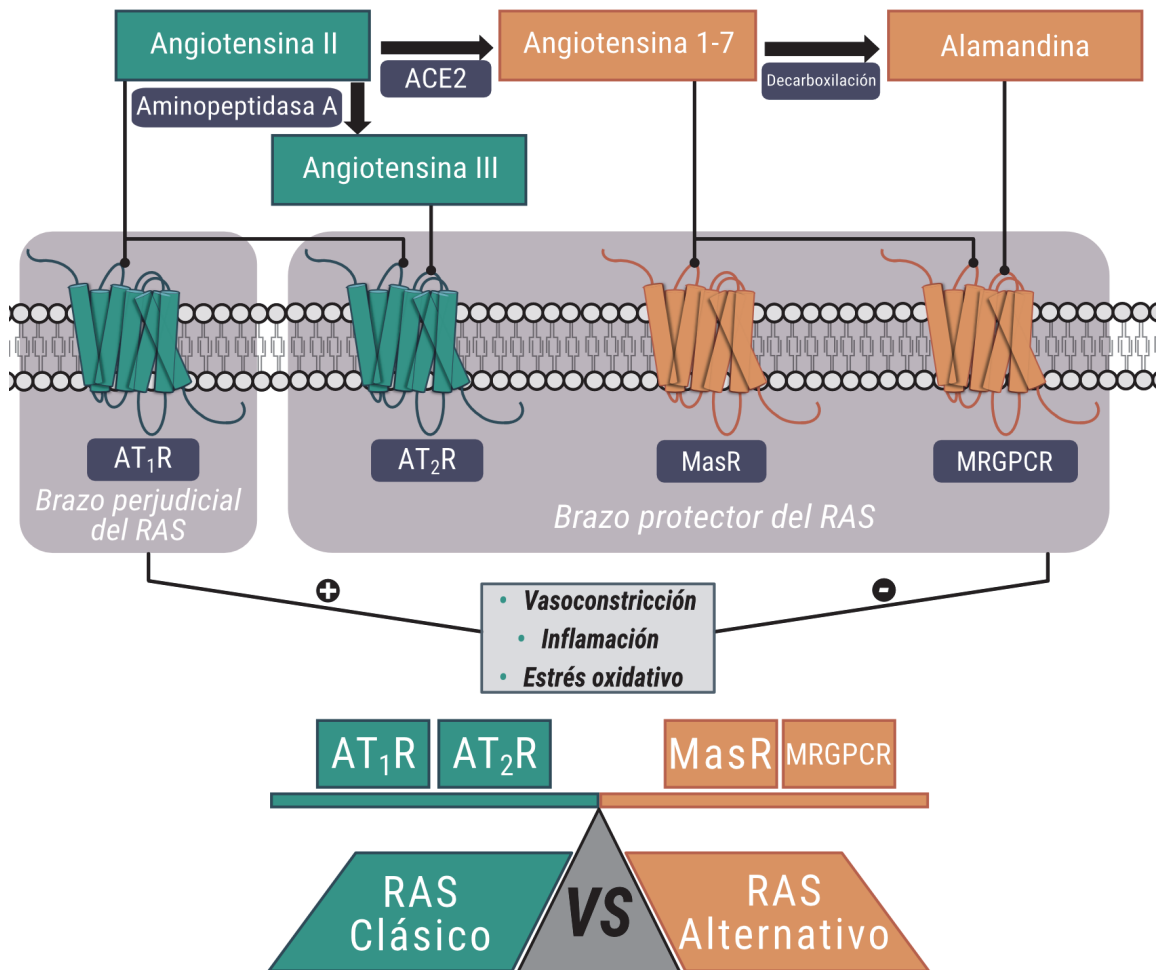 Angiotensina II
ACE2
Angiotensina 1-7
Decarboxilación
Alamandina
Aminopeptidasa A
Angiotensina III
AT₁R
AT₂R
MasR
MRGPCR
Brazo perjudicial
del RAS
Brazo protector del RAS
+
-
• Vasoconstricción
• Inflamación
• Estrés oxidativo
AT₁R
AT₂R
MasR
MRGPCR
RAS
Clásico
VS
RAS
Alternativo